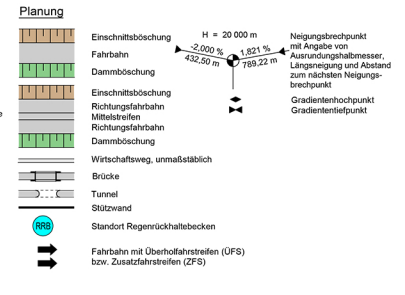 Planung
Einschnittsböschung
Fahrbahn
Dammböschung
Einschnittsböschung
Richtungsfahrbahn
Mittelstreifen
Richtungsfahrbahn
Dammböschung
Wirtschaftsweg, unmaßstäblich
Brücke
Tunnel
Stützwand
RRB
Standort Regenrückhaltebecken
Fahrbahn mit Überholfahrstreifen (ÜFS)
bzw. Zusatzfahrstreifen (ZFS)
H = 20 000 m
-2,000 %
1,821 %
432,50 m
789,22 m
Neigungsbrechpunkt
mit Angabe von
Ausrundungshalbmesser,
Längsneigung und Abstand
zum nächsten Neigungs-
brechpunkt
Gradientenhochpunkt
Gradiententiefpunkt